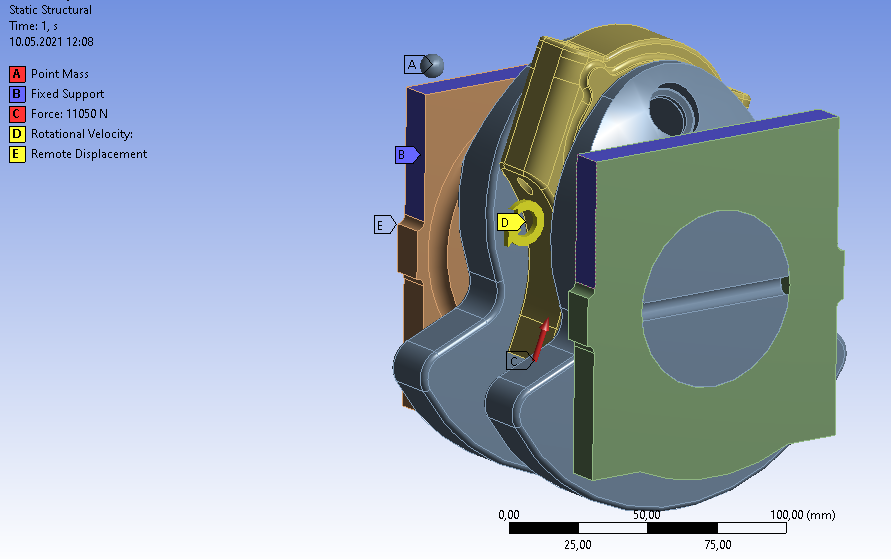 Static Structural
Time: 1, s
10.05.2021 12:08
A Point Mass
B Fixed Support
C Force: 11050 N
D Rotational Velocity:
E Remote Displacement
A
B
E
D
C
0,00 50,00 100,00 (mm)
25,00 75,00